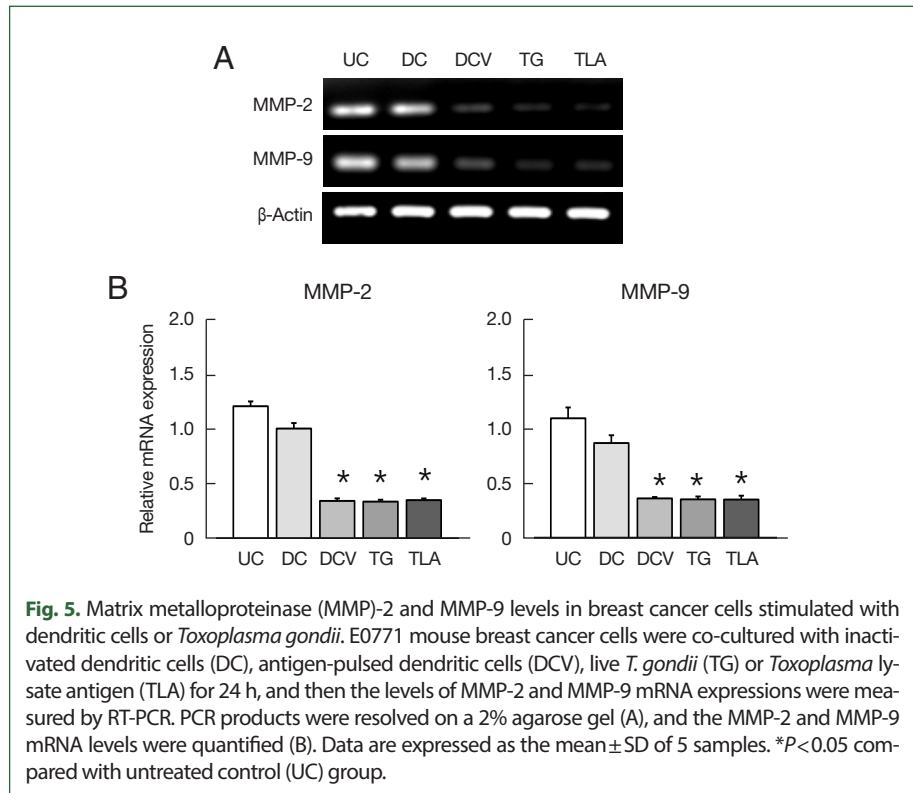 A
UC DC DCV TG TLA
MMP-2
MMP-9
β-Actin
B
MMP-2
MMP-9
Relative mRNA expression
2.0
1.5
1.0
0.5
0
* * *
UC DC DCV TG TLA
2.0
1.5
1.0
0.5
0
* * *
UC DC DCV TG TLA
Fig. 5. Matrix metalloproteinase (MMP)-2 and MMP-9 levels in breast cancer cells stimulated with
dendritic cells or Toxoplasma gondii. E0771 mouse breast cancer cells were co-cultured with inacti-
vated dendritic cells (DC), antigen-pulsed dendritic cells (DCV), live T. gondii (TG) or Toxoplasma ly-
sate antigen (TLA) for 24 h, and then the levels of MMP-2 and MMP-9 mRNA expressions were mea-
sured by RT-PCR. PCR products were resolved on a 2% agarose gel (A), and the MMP-2 and MMP-9
mRNA levels were quantified (B). Data are expressed as the mean±SD of 5 samples. *P<0.05 com-
pared with untreated control (UC) group.